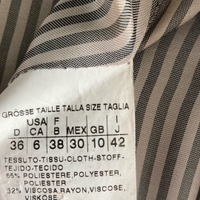 GRÖSSE TAILLE TALLA SIZE TAGLIA
USA F I
D CA B MEX GB J
36 6 38 30 10 42
TESSUTO-TISSU-CLOTH-STOFF-
TEJIDO-TECIDO
POLIESTERE,POLYESTER,
POLIESTER
32% VISCOSA,RAYON,VISCOSE,
VISKOSE